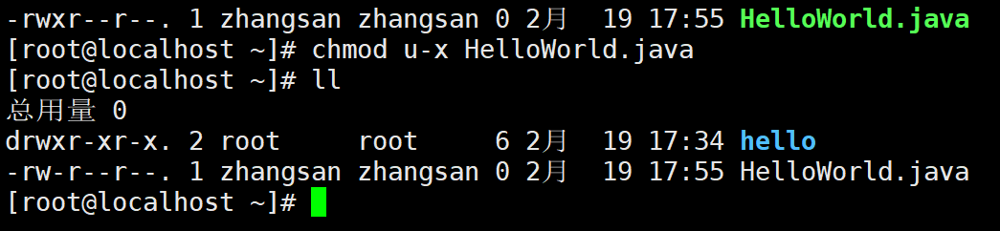 -rwxr--r--. 1 zhangsan zhangsan 0 2月  19 17:55 HelloWorld.java
[root@localhost ~]# chmod u-x HelloWorld.java
[root@localhost ~]# ll
总用量 0
drwxr-xr-x. 2 root     root     6 2月  19 17:34 hello
-rw-r--r--. 1 zhangsan zhangsan 0 2月  19 17:55 HelloWorld.java
[root@localhost ~]#